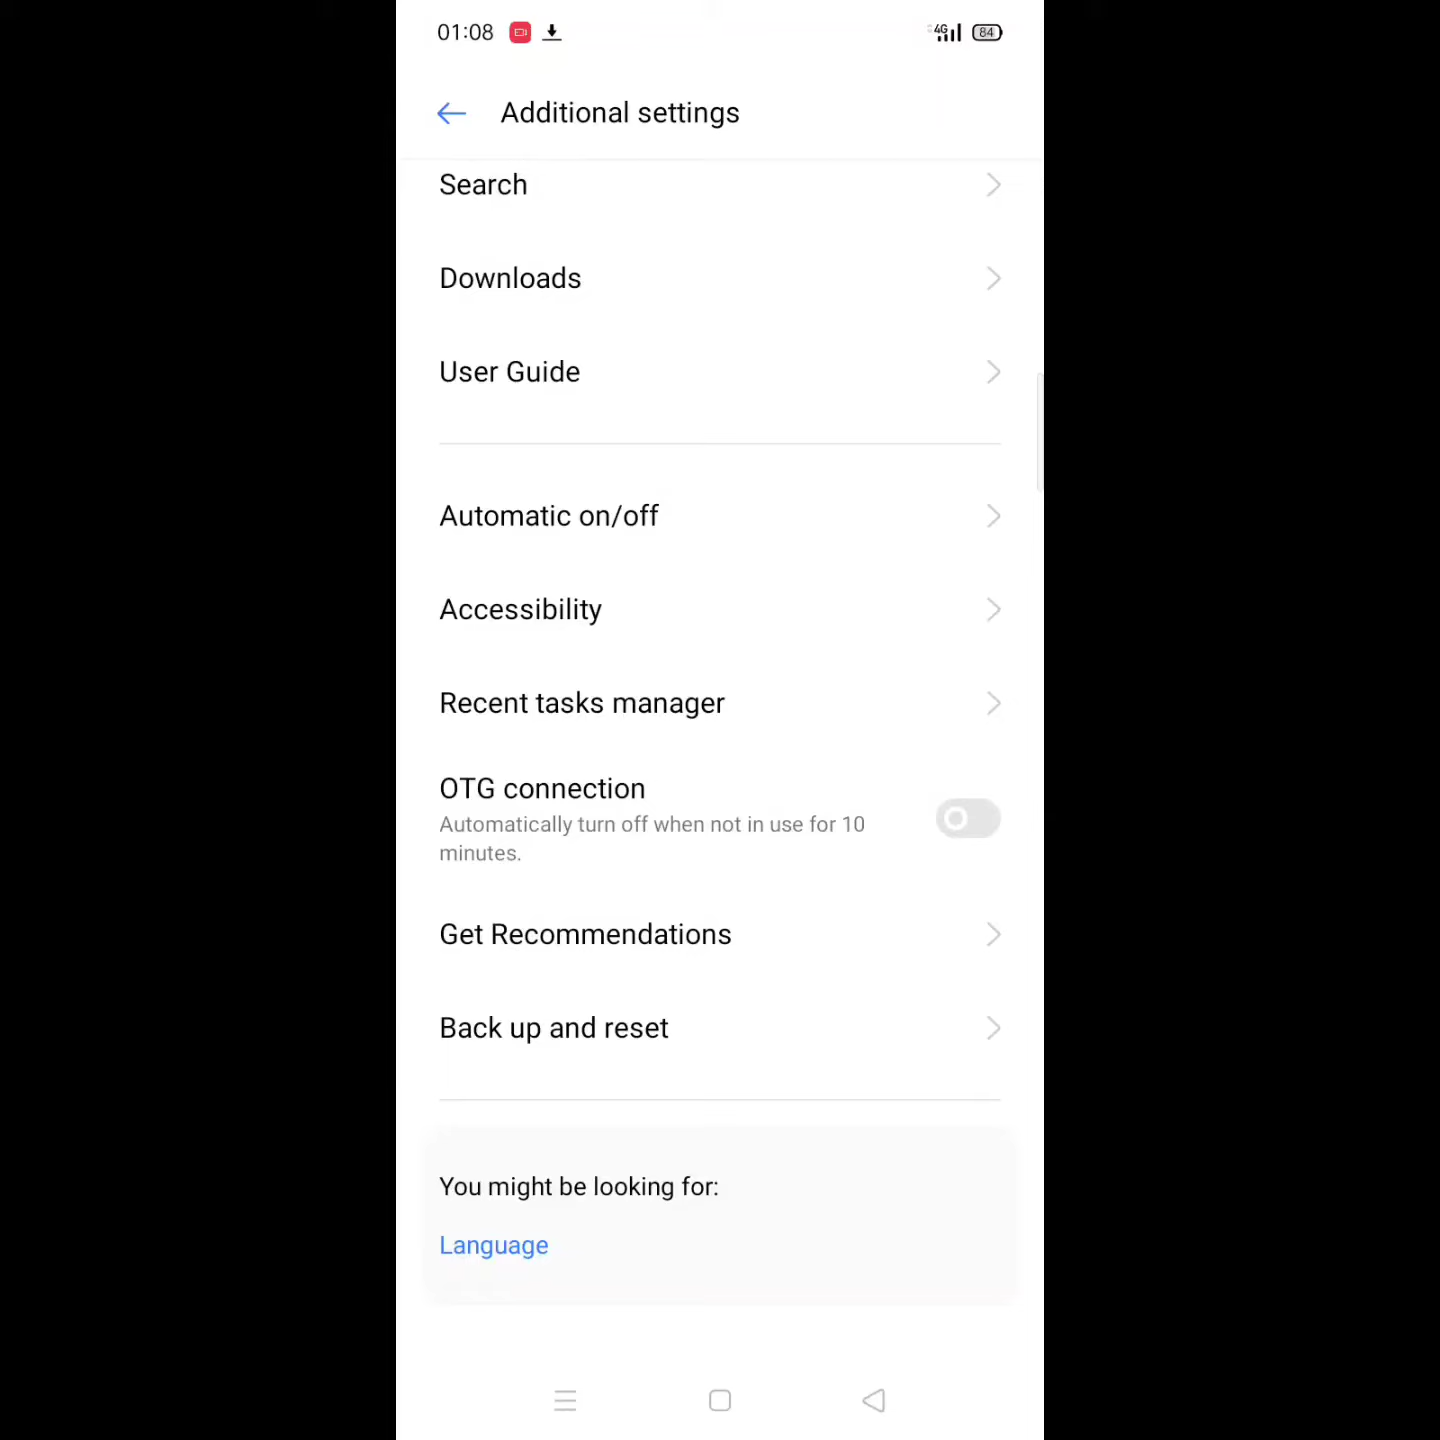 01:08
4G
84
Additional settings
Search
Downloads
User Guide
Automatic on/off
Accessibility
Recent tasks manager
OTG connection
Automatically turn off when not in use for 10
minutes.
Get Recommendations
Back up and reset
You might be looking for:
Language